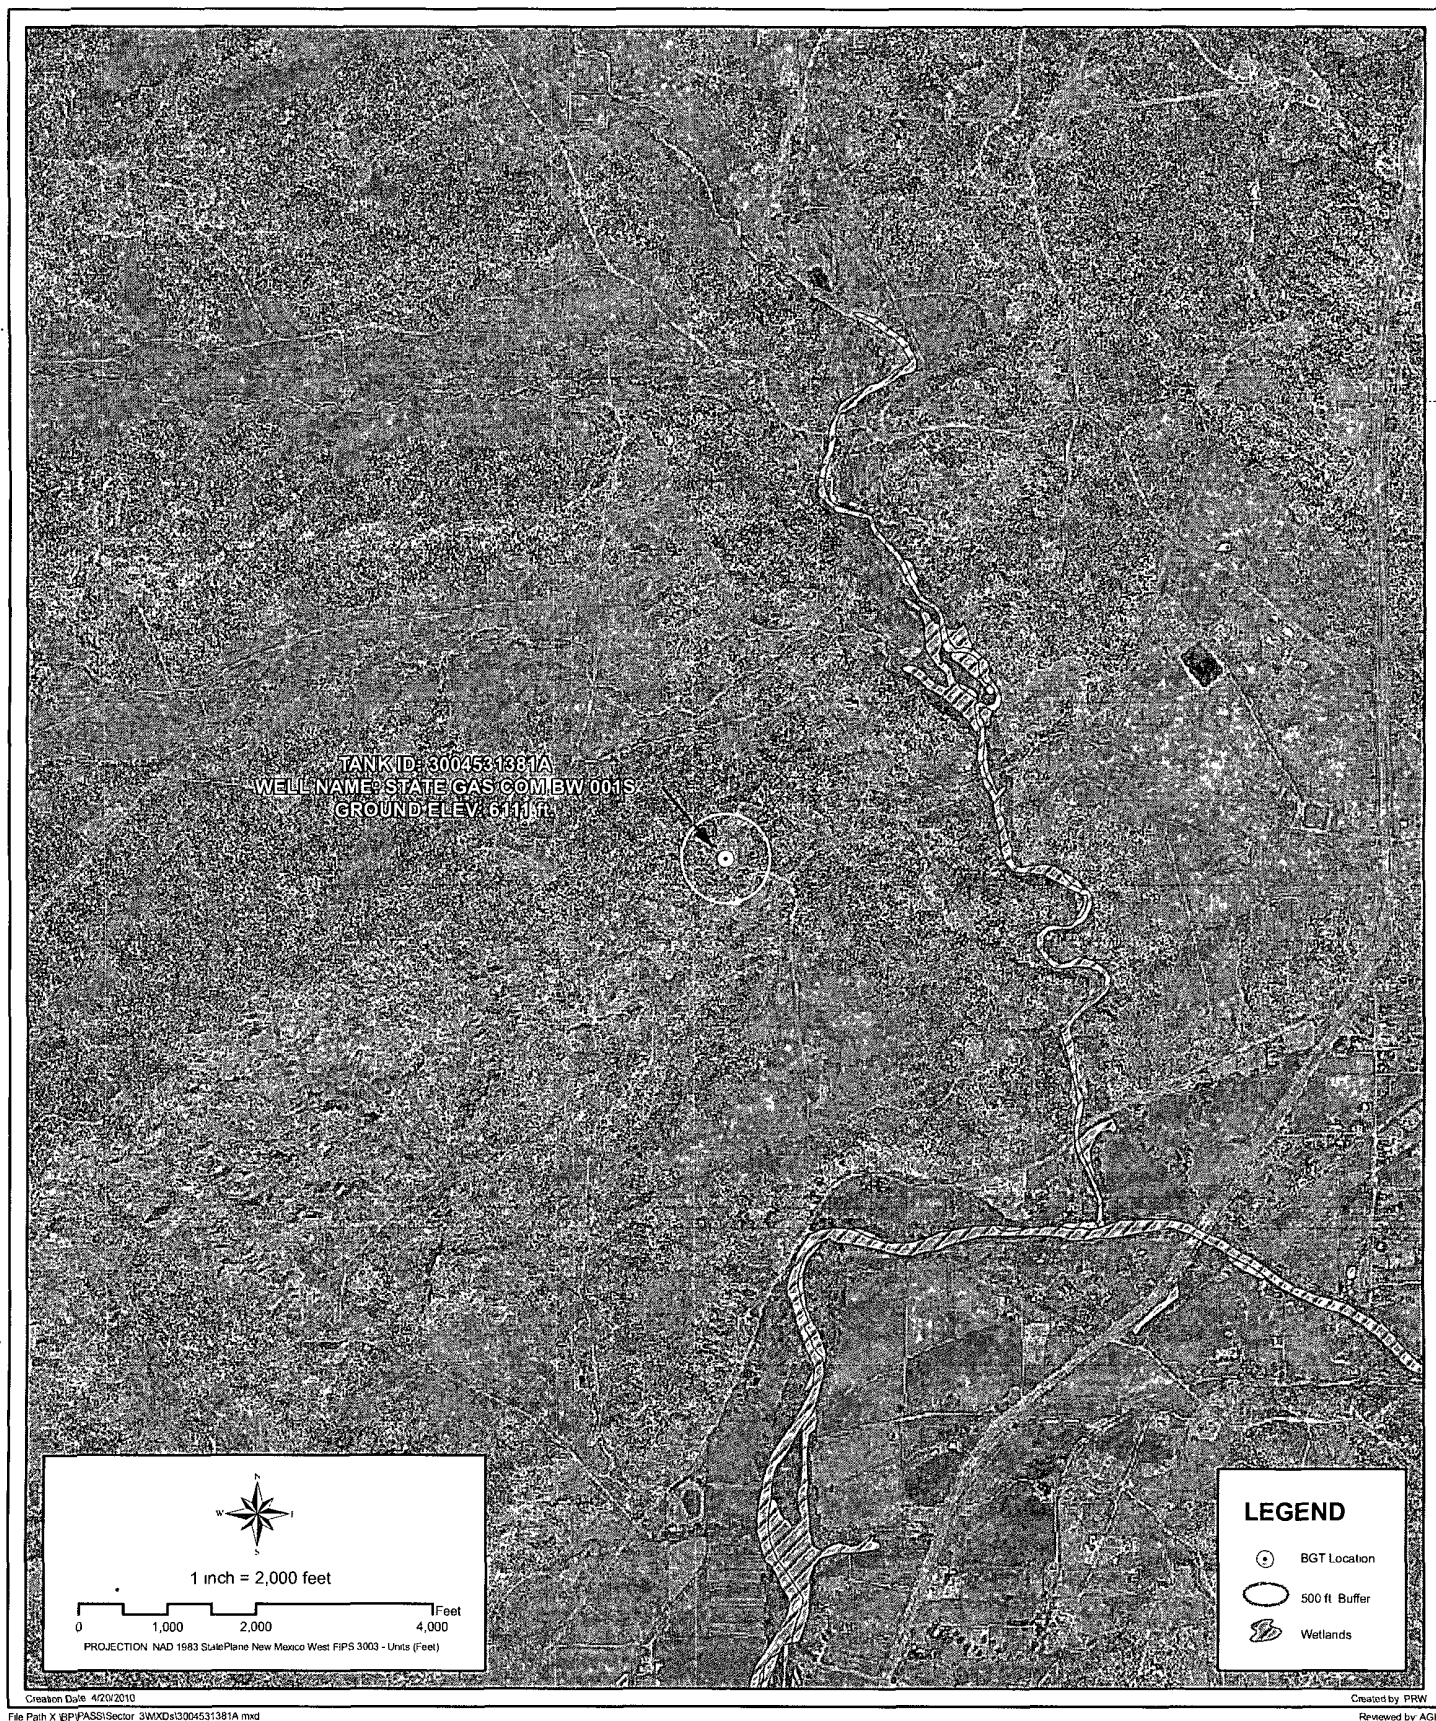 TANK ID: 3004531381A
WELL NAME: STATE GAS COM BW 001S
GROUND ELEV: 6111 ft.
N
W
S
1 inch = 2,000 feet
Feet
0 1,000 2,000 4,000
PROJECTION NAD 1983 StatePlane New Mexico West FIPS 3003 - Units (Feet)
LEGEND
BGT Location
500 ft Buffer
Wetlands
Creation Date 4/20/2010
Created by PRW
File Path X \BP\PASS\Sector 3\MXDs\3004531381A mxd
Reviewed by